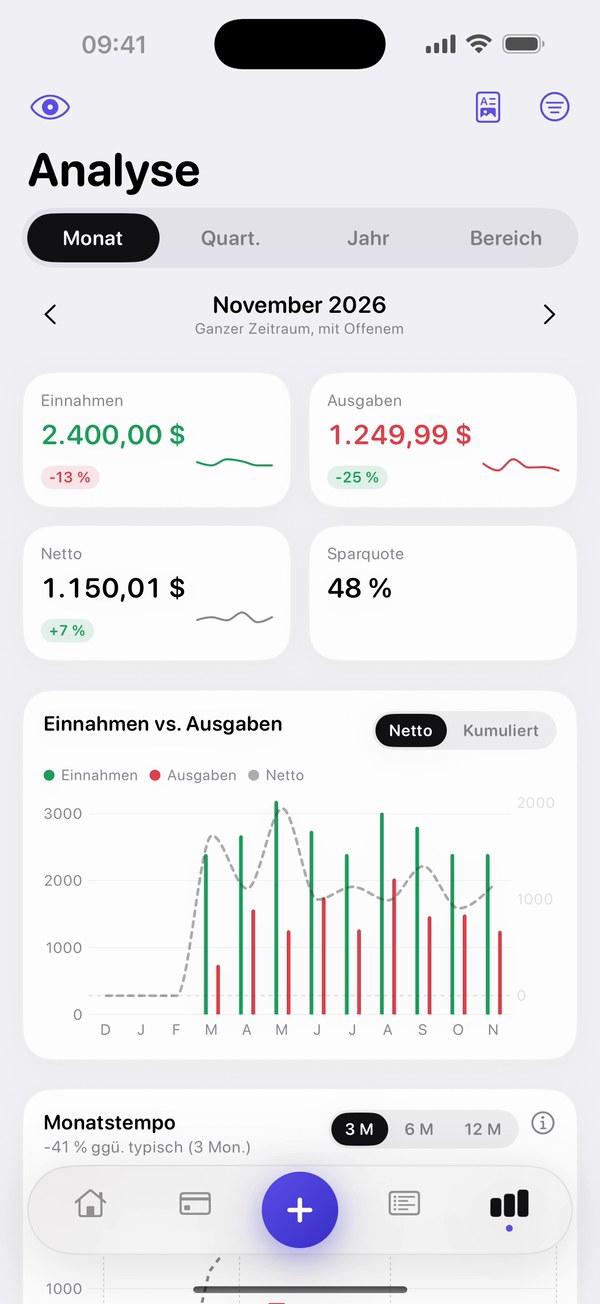 09:41
Analyse
Monat Quart. Jahr Bereich
November 2026
Ganzer Zeitraum, mit Offenem
Einnahmen
2.400,00 $
-13 %
Ausgaben
1.249,99 $
-25 %
Netto
1.150,01 $
+7 %
Sparquote
48 %
Einnahmen vs. Ausgaben
Netto Kumuliert
Einnahmen Ausgaben Netto
3000
2000
1000
0
2000
1000
0
D J F M A M J J A S O N
Monatstempo
3 M 6 M 12 M
-41 % ggü. typisch (3 Mon.)
1000